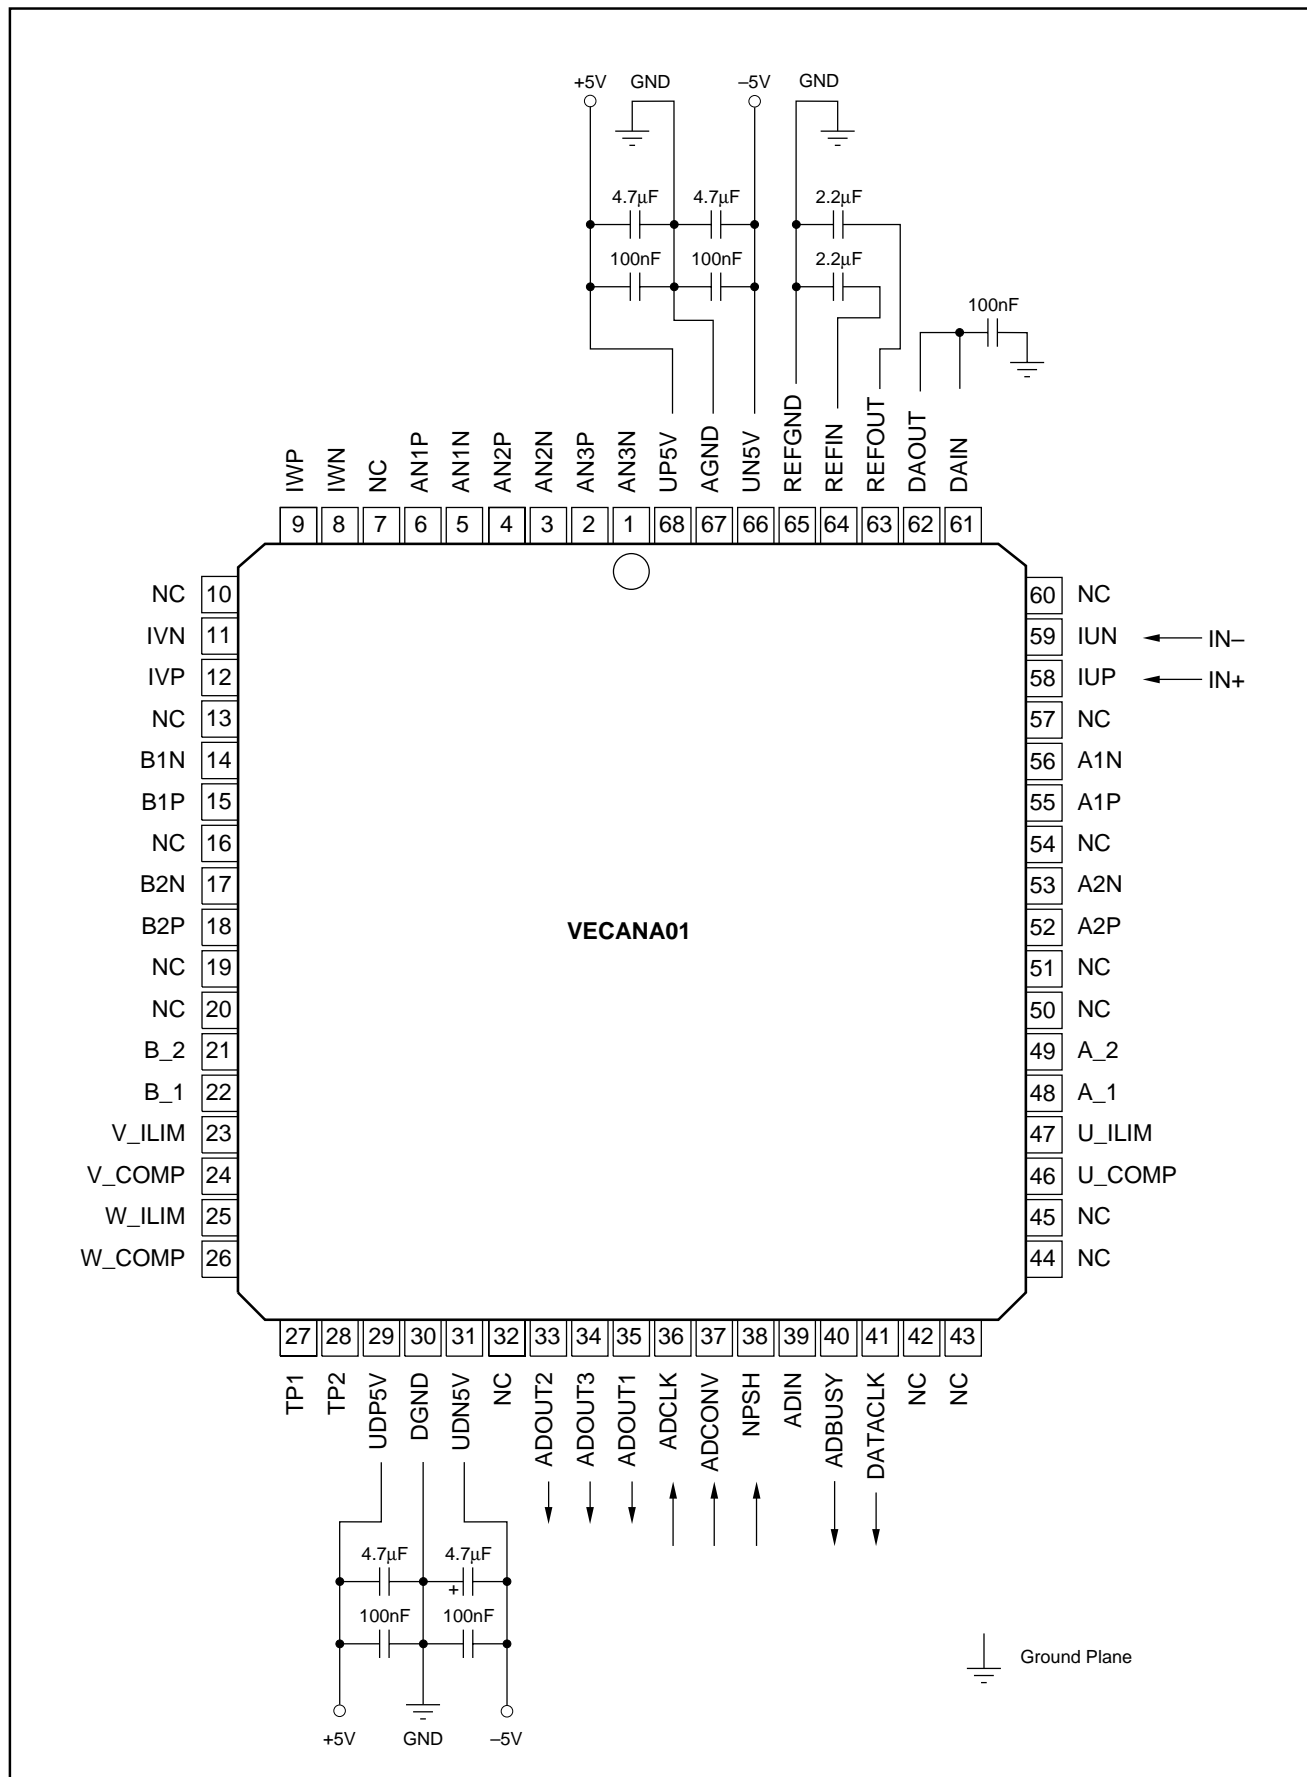 +5V GND –5V GND
4.7µF 4.7µF 2.2µF
100nF 100nF 2.2µF
100nF
IWP IWN NC AN1P AN1N AN2P AN2N AN3P AN3N UP5V AGND UN5V REFGND REFIN REFOUT DAOUT DAIN
9 8 7 6 5 4 3 2 1 68 67 66 65 64 63 62 61
NC 10 60 NC
IVN 11 59 IUN IN–
IVP 12 58 IUP IN+
NC 13 57 NC
B1N 14 56 A1N
B1P 15 55 A1P
NC 16 54 NC
B2N 17 53 A2N
B2P 18 52 A2P
VECANA01
NC 19 51 NC
NC 20 50 NC
B_2 21 49 A_2
B_1 22 48 A_1
V_ILIM 23 47 U_ILIM
V_COMP 24 46 U_COMP
W_ILIM 25 45 NC
W_COMP 26 44 NC
27 28 29 30 31 32 33 34 35 36 37 38 39 40 41 42 43
TP1 TP2 UDP5V DGND UDN5V NC ADOUT2 ADOUT3 ADOUT1 ADCLK ADCONV NPSH ADIN ADBUSY DATACLK NC NC
4.7µF 4.7µF
+
100nF 100nF
Ground Plane
+5V GND –5V